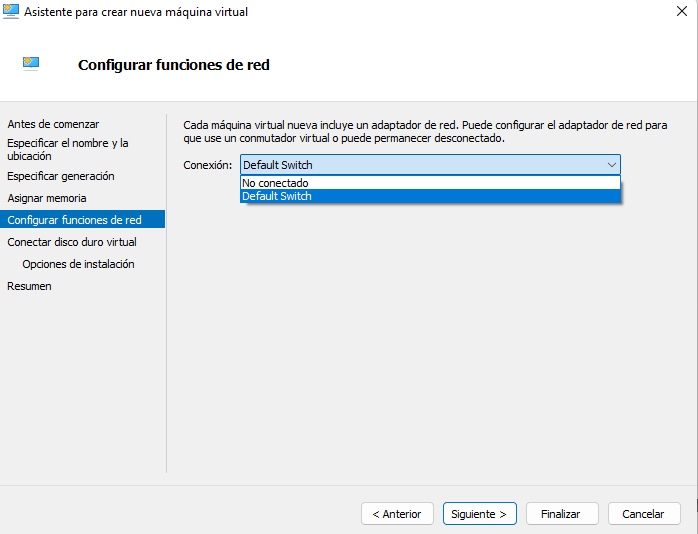 Asistente para crear nueva máquina virtual
Configurar funciones de red
Antes de comenzar
Especificar el nombre y la
ubicación
Especificar generación
Asignar memoria
Configurar funciones de red
Conectar disco duro virtual
Opciones de instalación
Resumen
Cada máquina virtual nueva incluye un adaptador de red. Puede configurar el adaptador de red para
que use un conmutador virtual o puede permanecer desconectado.
Conexión: Default Switch
No conectado
Default Switch
< Anterior
Siguiente >
Finalizar
Cancelar